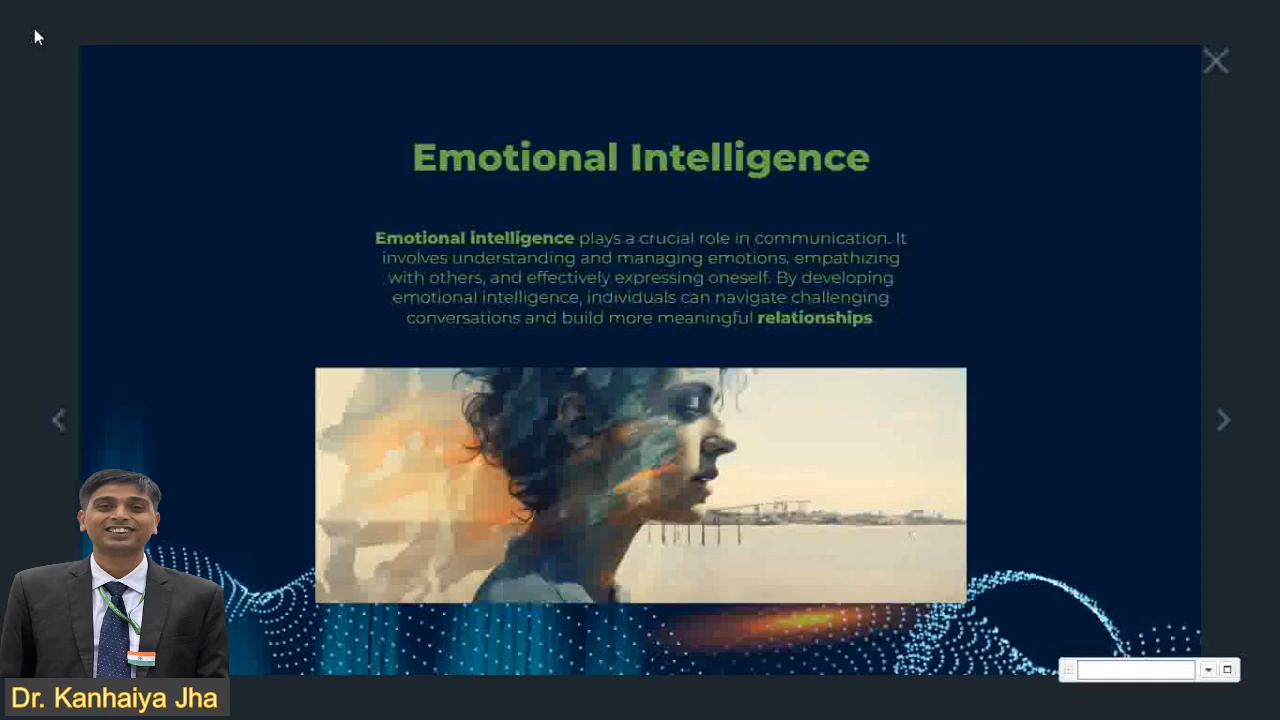 Emotional Intelligence
Emotional intelligence plays a crucial role in communication. It
involves understanding and managing emotions, empathizing
with others, and effectively expressing oneself. By developing
emotional intelligence, individuals can navigate challenging
conversations and build more meaningful relationships.
Dr. Kanhaiya Jha